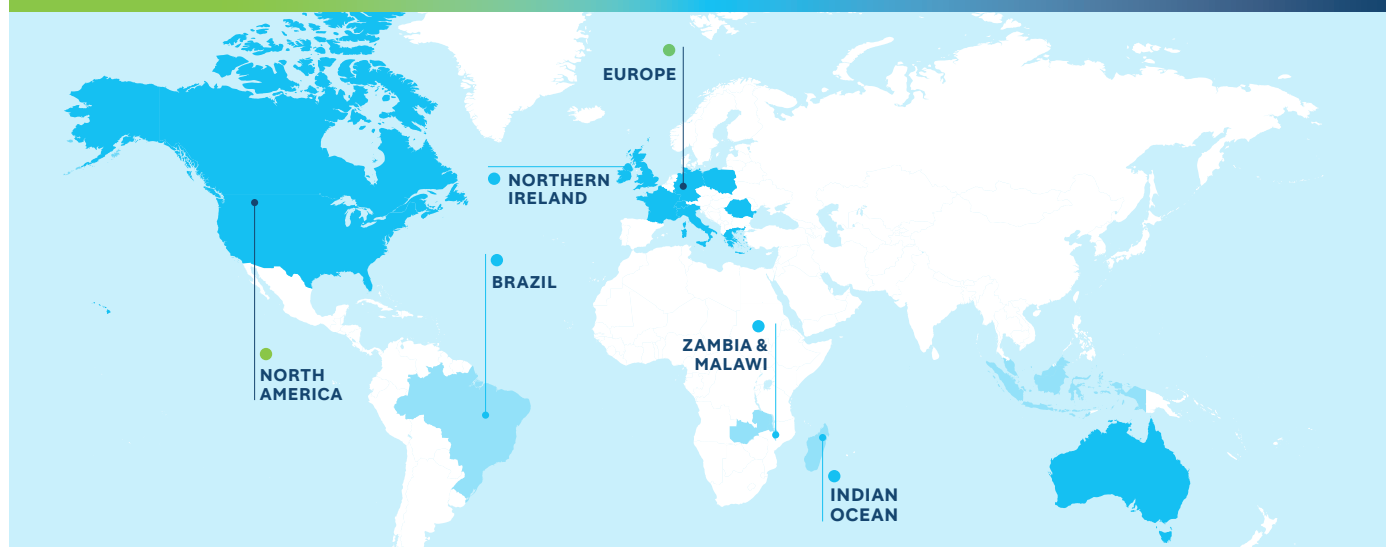 EUROPE
NORTHERN
IRELAND
BRAZIL
ZAMBIA &
MALAWI
NORTH
AMERICA
INDIAN
OCEAN